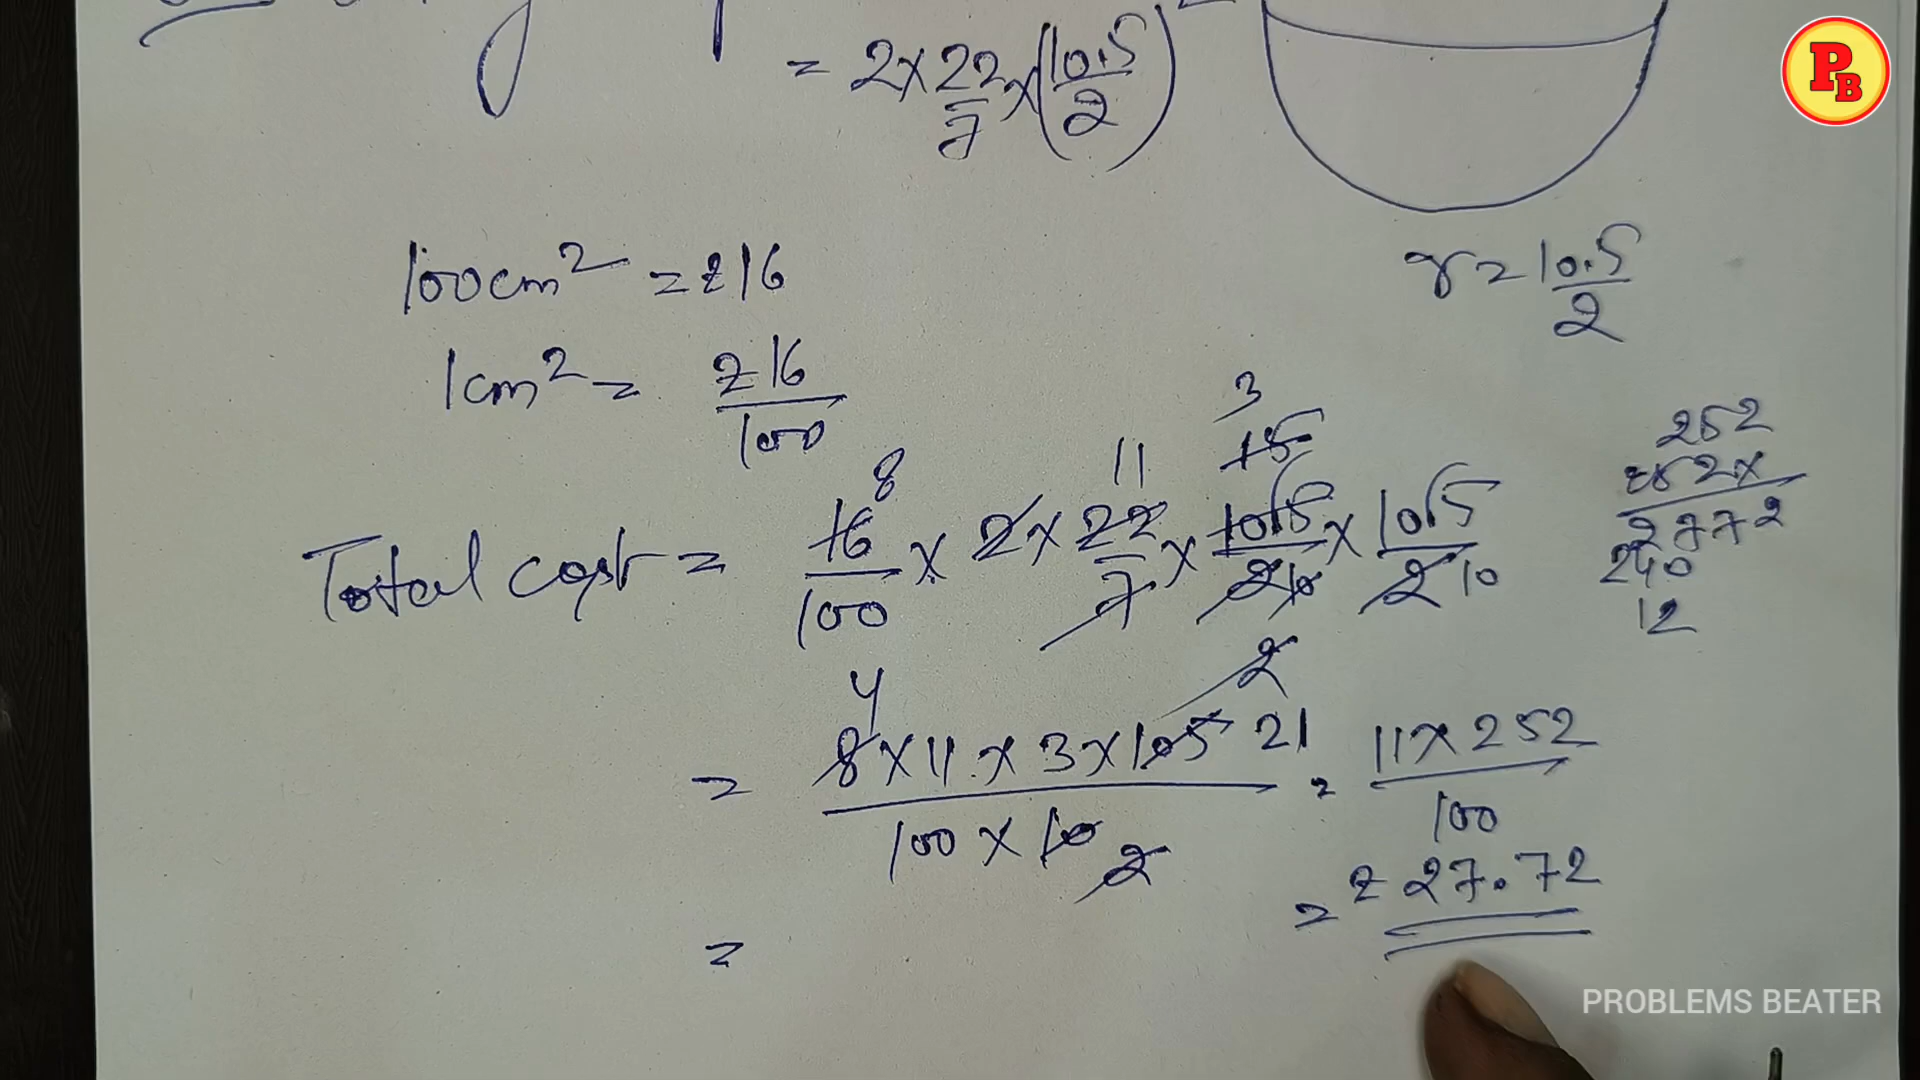 = 2 × 22/7 × (10.5/2)²
100cm² = ₹16
r = 10.5/2
1cm² = ₹16/100
252
252×
2772
240
12
8 11 3 15
Total cost = 16/100 × 2 × 22/7 × 10.5/2 10 × 10.5/2 10
2
4
= 8 × 11 × 3 × 105 21 / 100 × 10 2 = 11 × 252 / 100
= ₹27.72
=
PROBLEMS BEATER
PB